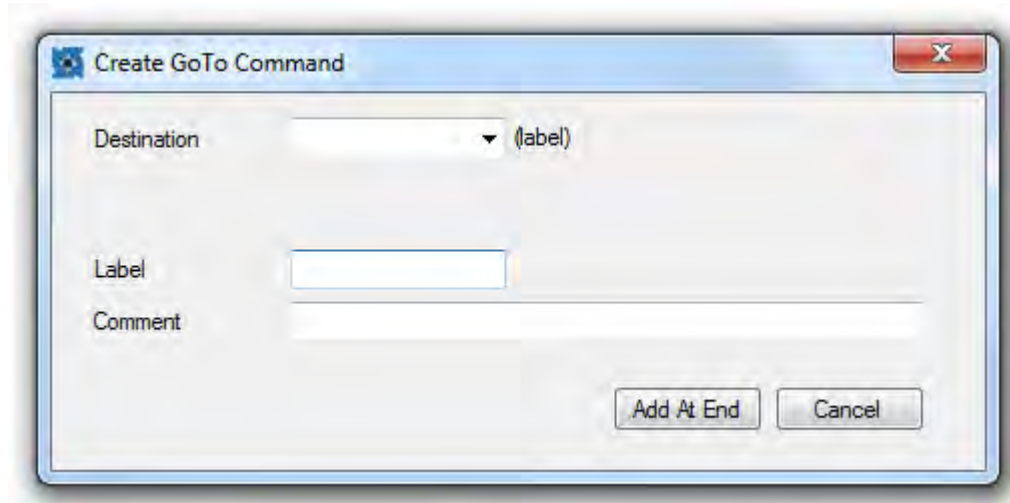 Create GoTo Command
Destination (label)
Label
Comment
Add At End Cancel